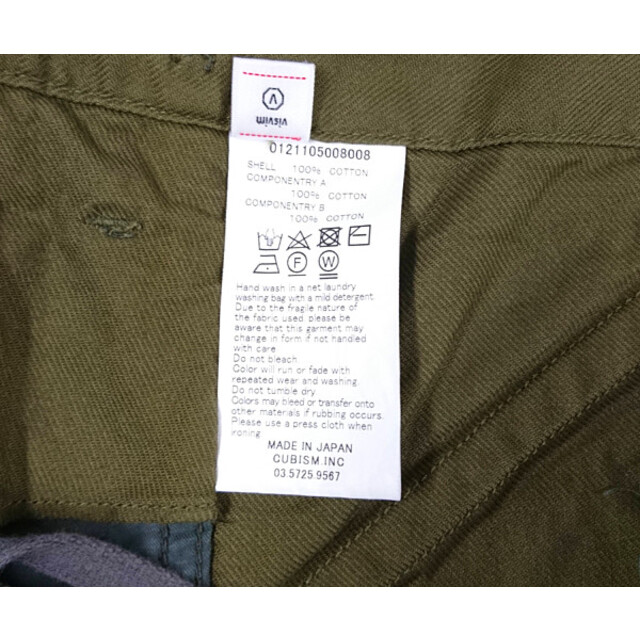 V
visvim
0121105008008
SHELL 100% COTTON
COMPONENTRY A
100% COTTON
COMPONENTRY B
100% COTTON
F W
Hand wash in a net laundry
washing bag with a mild detergent.
Due to the fragile nature of
the fabric used, please be
aware that this garment may
change in form if not handled
with care
Do not bleach
Color will run or fade with
repeated wear and washing.
Do not tumble dry
Colors may bleed or transfer onto
other materials if rubbing occurs.
Please use a press cloth when
ironing
MADE IN JAPAN
CUBISM.INC
03.5725 9567